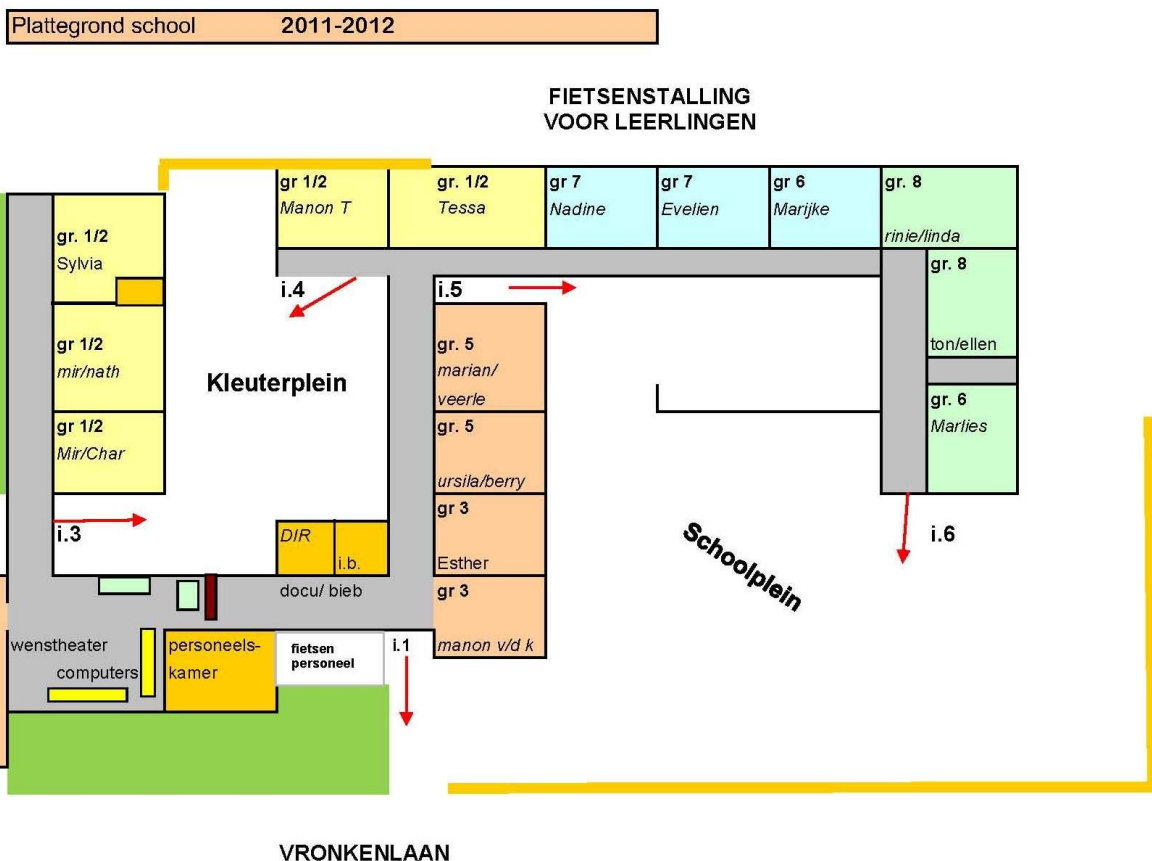 Plattegrond school 2011-2012
FIETSENSTALLING
VOOR LEERLINGEN
gr 1/2
Manon T
gr. 1/2
Tessa
gr 7
Nadine
gr 7
Evelien
gr 6
Marijke
gr. 8
rinie/linda
gr. 1/2
Sylvia
gr. 8
ton/ellen
i.4
i.5
gr 1/2
mir/nath
Kleuterplein
gr. 5
marian/
veerle
gr. 6
Marlies
gr 1/2
Mir/Char
gr. 5
ursila/berry
i.3
DIR
i.b.
gr 3
Esther
Schoolplein
i.6
docu/ bieb
gr 3
manon v/d k
wenstheater
computers
personeels-
kamer
fietsen
personeel
i.1
VRONKENLAAN